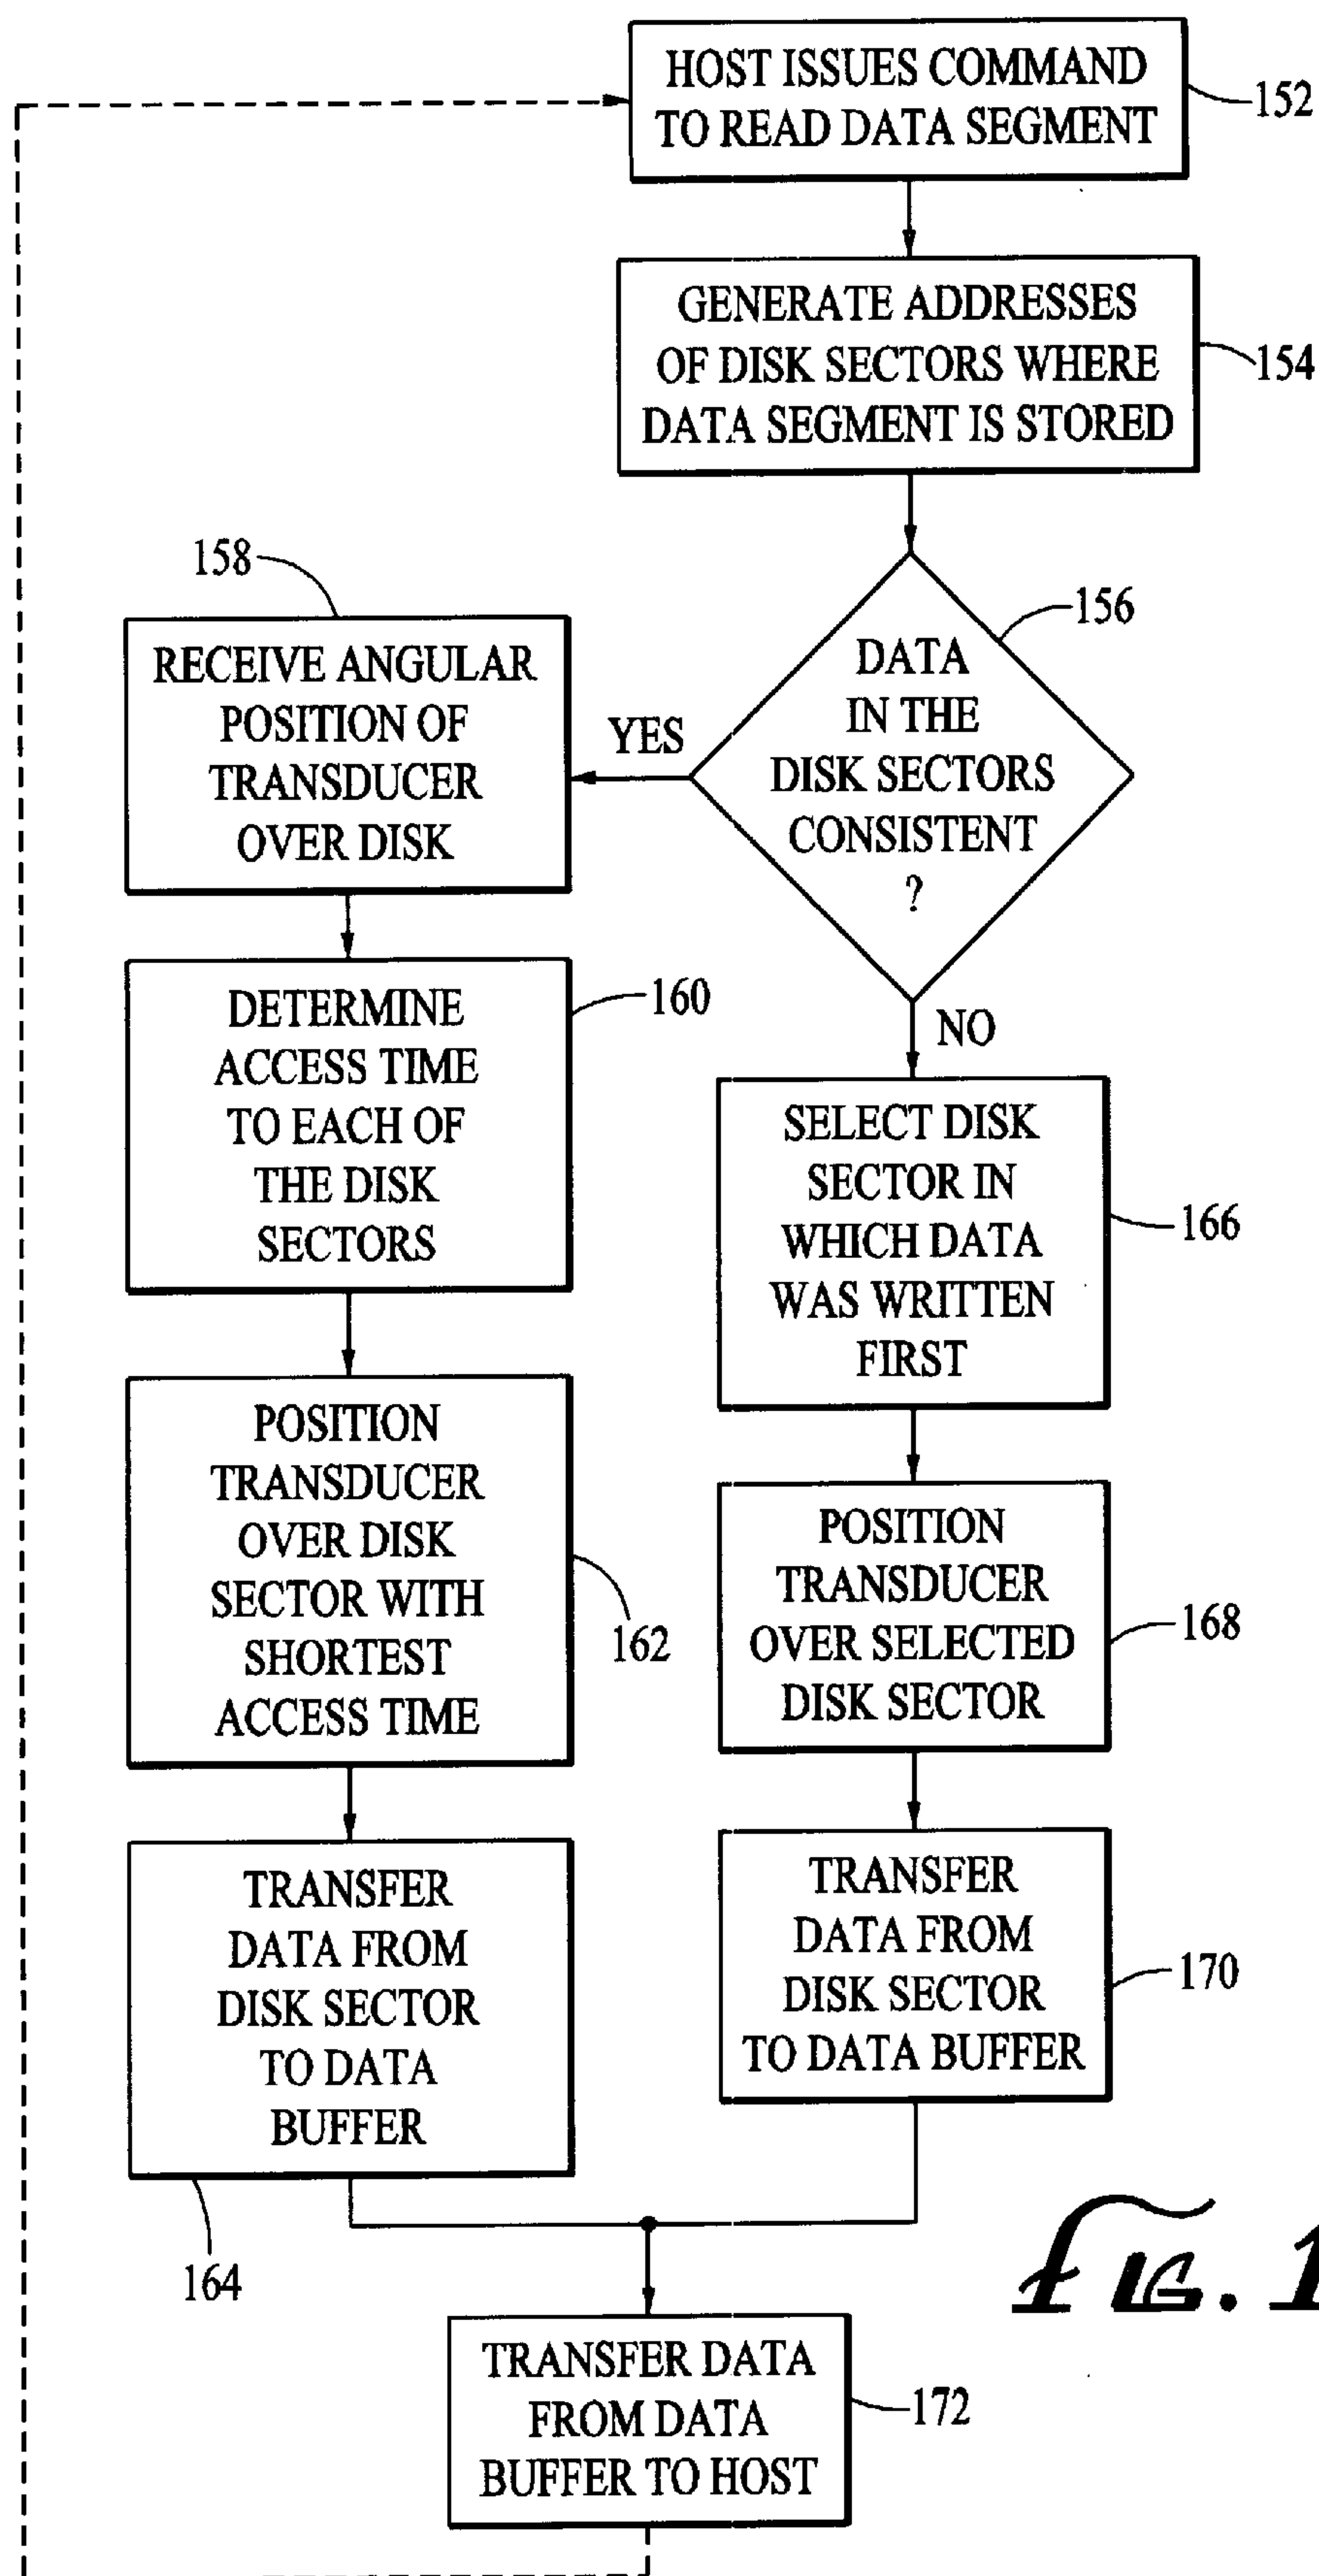 HOST ISSUES COMMAND
TO READ DATA SEGMENT
152
GENERATE ADDRESSES
OF DISK SECTORS WHERE
DATA SEGMENT IS STORED
154
158
156
DATA
IN THE
DISK SECTORS
CONSISTENT
?
YES
RECEIVE ANGULAR
POSITION OF
TRANSDUCER
OVER DISK
NO
DETERMINE
ACCESS TIME
TO EACH OF
THE DISK
SECTORS
160
SELECT DISK
SECTOR IN
WHICH DATA
WAS WRITTEN
FIRST
166
POSITION
TRANSDUCER
OVER DISK
SECTOR WITH
SHORTEST
ACCESS TIME
162
POSITION
TRANSDUCER
OVER SELECTED
DISK SECTOR
168
TRANSFER
DATA FROM
DISK SECTOR
TO DATA
BUFFER
164
TRANSFER
DATA FROM
DISK SECTOR
TO DATA BUFFER
170
FIG. 1
TRANSFER DATA
FROM DATA
BUFFER TO HOST
172